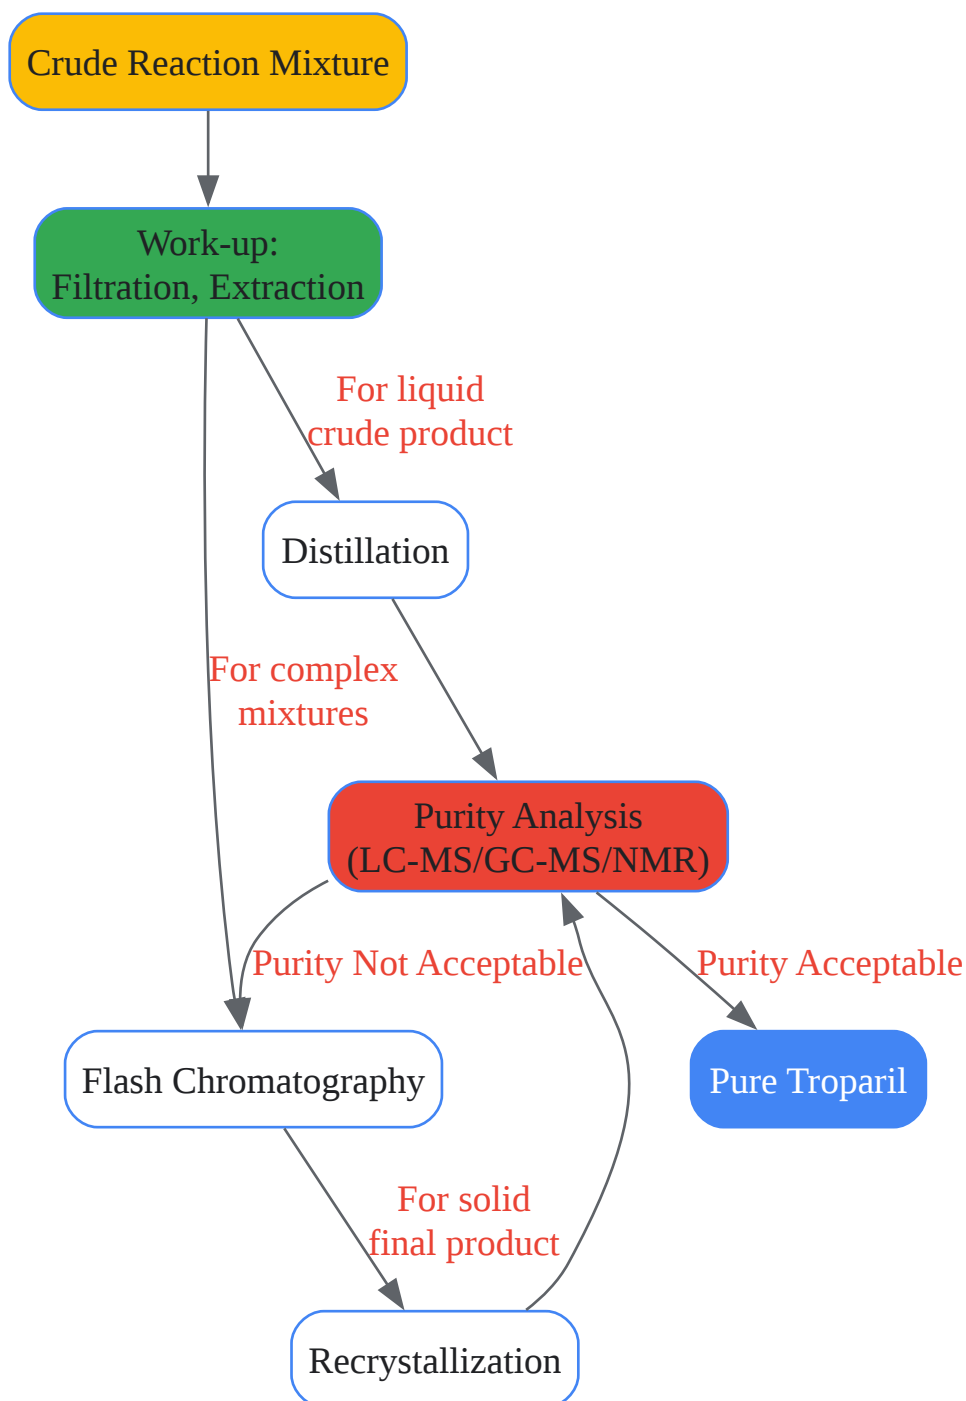 Crude Reaction Mixture
Work-up:
Filtration, Extraction
For liquid
crude product
Distillation
For complex
mixtures
Purity Analysis
(LC-MS/GC-MS/NMR)
Purity Not Acceptable
Purity Acceptable
Flash Chromatography
Pure Troparil
For solid
final product
Recrystallization